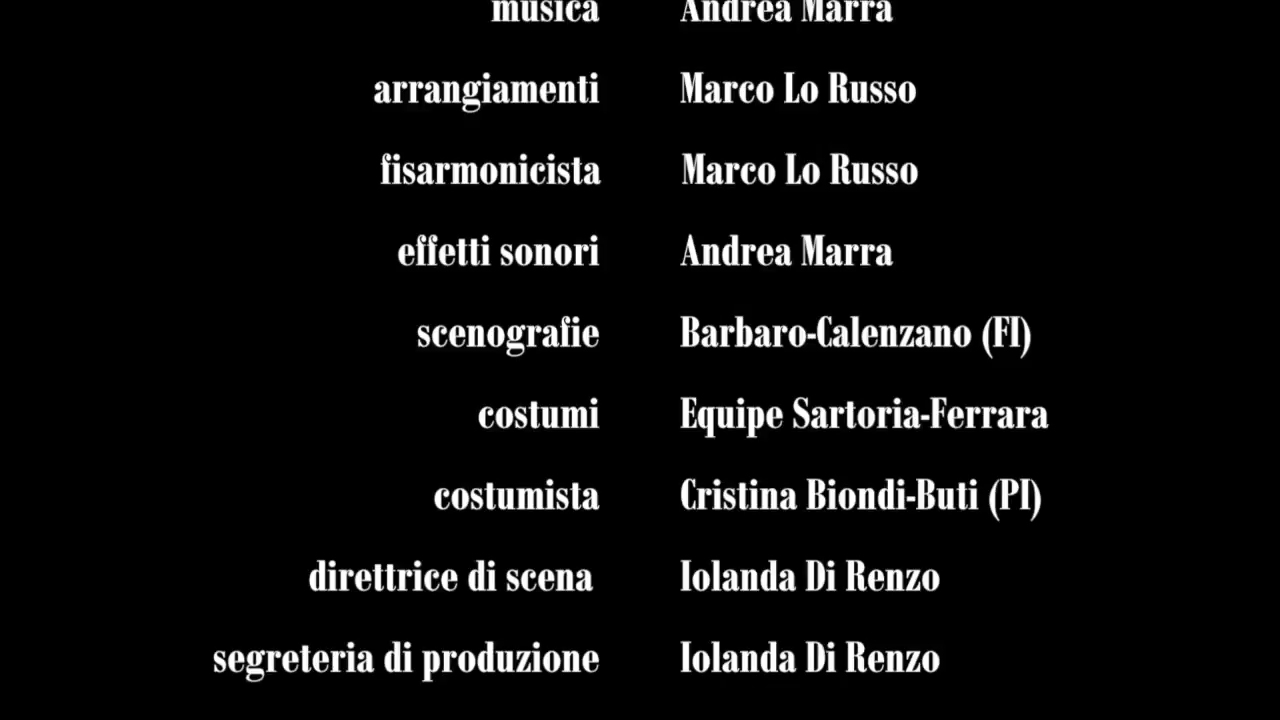 musica Andrea Marra
arrangiamenti Marco Lo Russo
fisarmonicista Marco Lo Russo
effetti sonori Andrea Marra
scenografie Barbaro-Calenzano (FI)
costumi Equipe Sartoria-Ferrara
costumista Cristina Biondi-Buti (PI)
direttrice di scena Iolanda Di Renzo
segreteria di produzione Iolanda Di Renzo